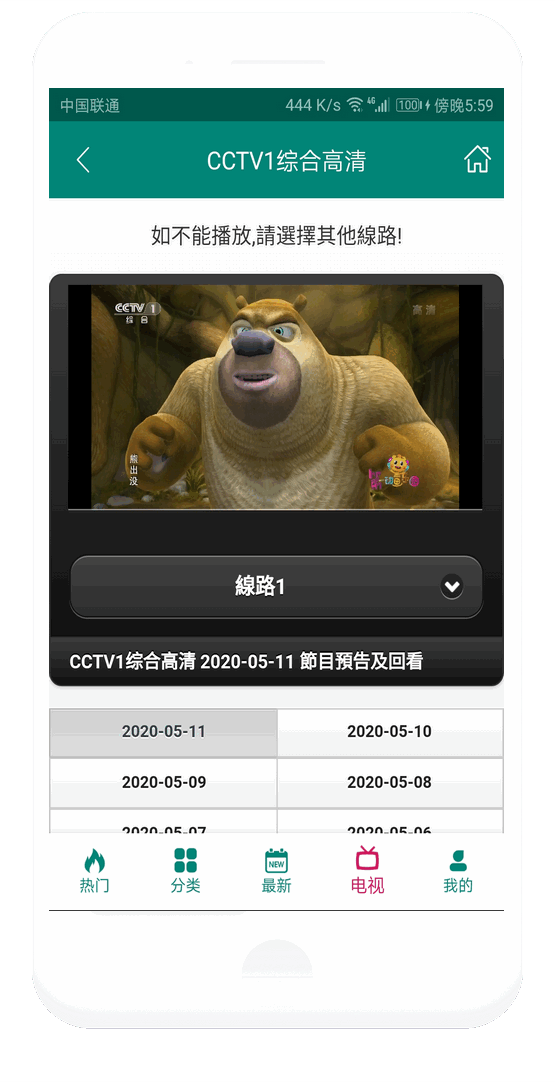 中国联通 444 K/s 4G 100 傍晚5:59
CCTV1综合高清
如不能播放,請選擇其他線路!
CCTV 1 高清
综合
熊出没
線路1
CCTV1综合高清 2020-05-11 節目預告及回看
2020-05-11 2020-05-10
2020-05-09 2020-05-08
2020-05-07 2020-05-06
NEW
热门 分类 最新 电视 我的